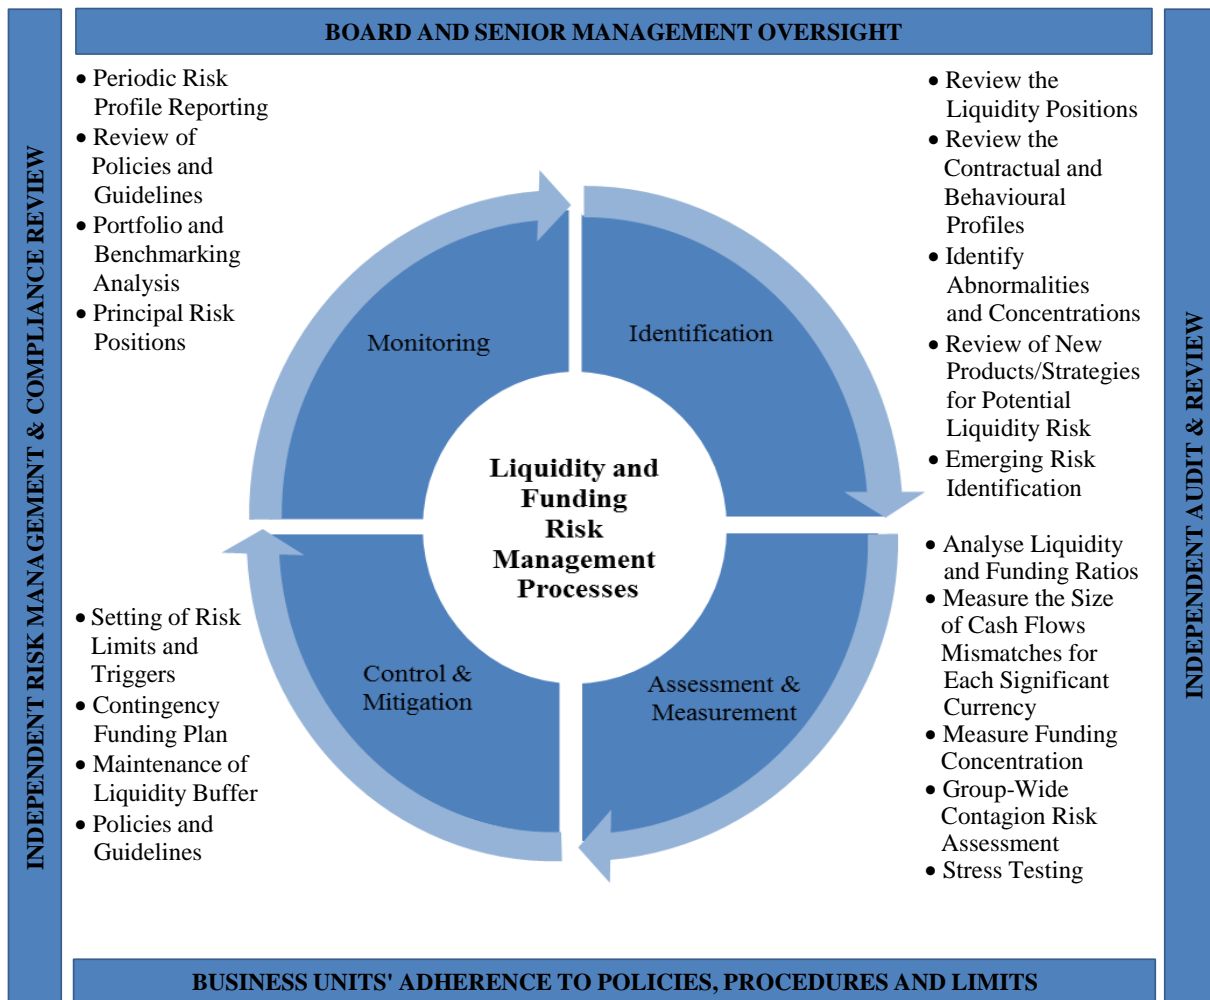 BOARD AND SENIOR MANAGEMENT OVERSIGHT
INDEPENDENT RISK MANAGEMENT & COMPLIANCE REVIEW
• Periodic Risk
Profile Reporting
• Review of
Policies and
Guidelines
• Portfolio and
Benchmarking
Analysis
• Principal Risk
Positions
Monitoring
Identification
• Review the
Liquidity Positions
• Review the
Contractual and
Behavioural
Profiles
• Identify
Abnormalities
and Concentrations
• Review of New
Products/Strategies
for Potential
Liquidity Risk
• Emerging Risk
Identification
Liquidity and
Funding
Risk
Management
Processes
• Setting of Risk
Limits and
Triggers
• Contingency
Funding Plan
• Maintenance of
Liquidity Buffer
• Policies and
Guidelines
Control &
Mitigation
Assessment &
Measurement
• Analyse Liquidity
and Funding Ratios
• Measure the Size
of Cash Flows
Mismatches for
Each Significant
Currency
• Measure Funding
Concentration
• Group-Wide
Contagion Risk
Assessment
• Stress Testing
INDEPENDENT AUDIT & REVIEW
BUSINESS UNITS' ADHERENCE TO POLICIES, PROCEDURES AND LIMITS